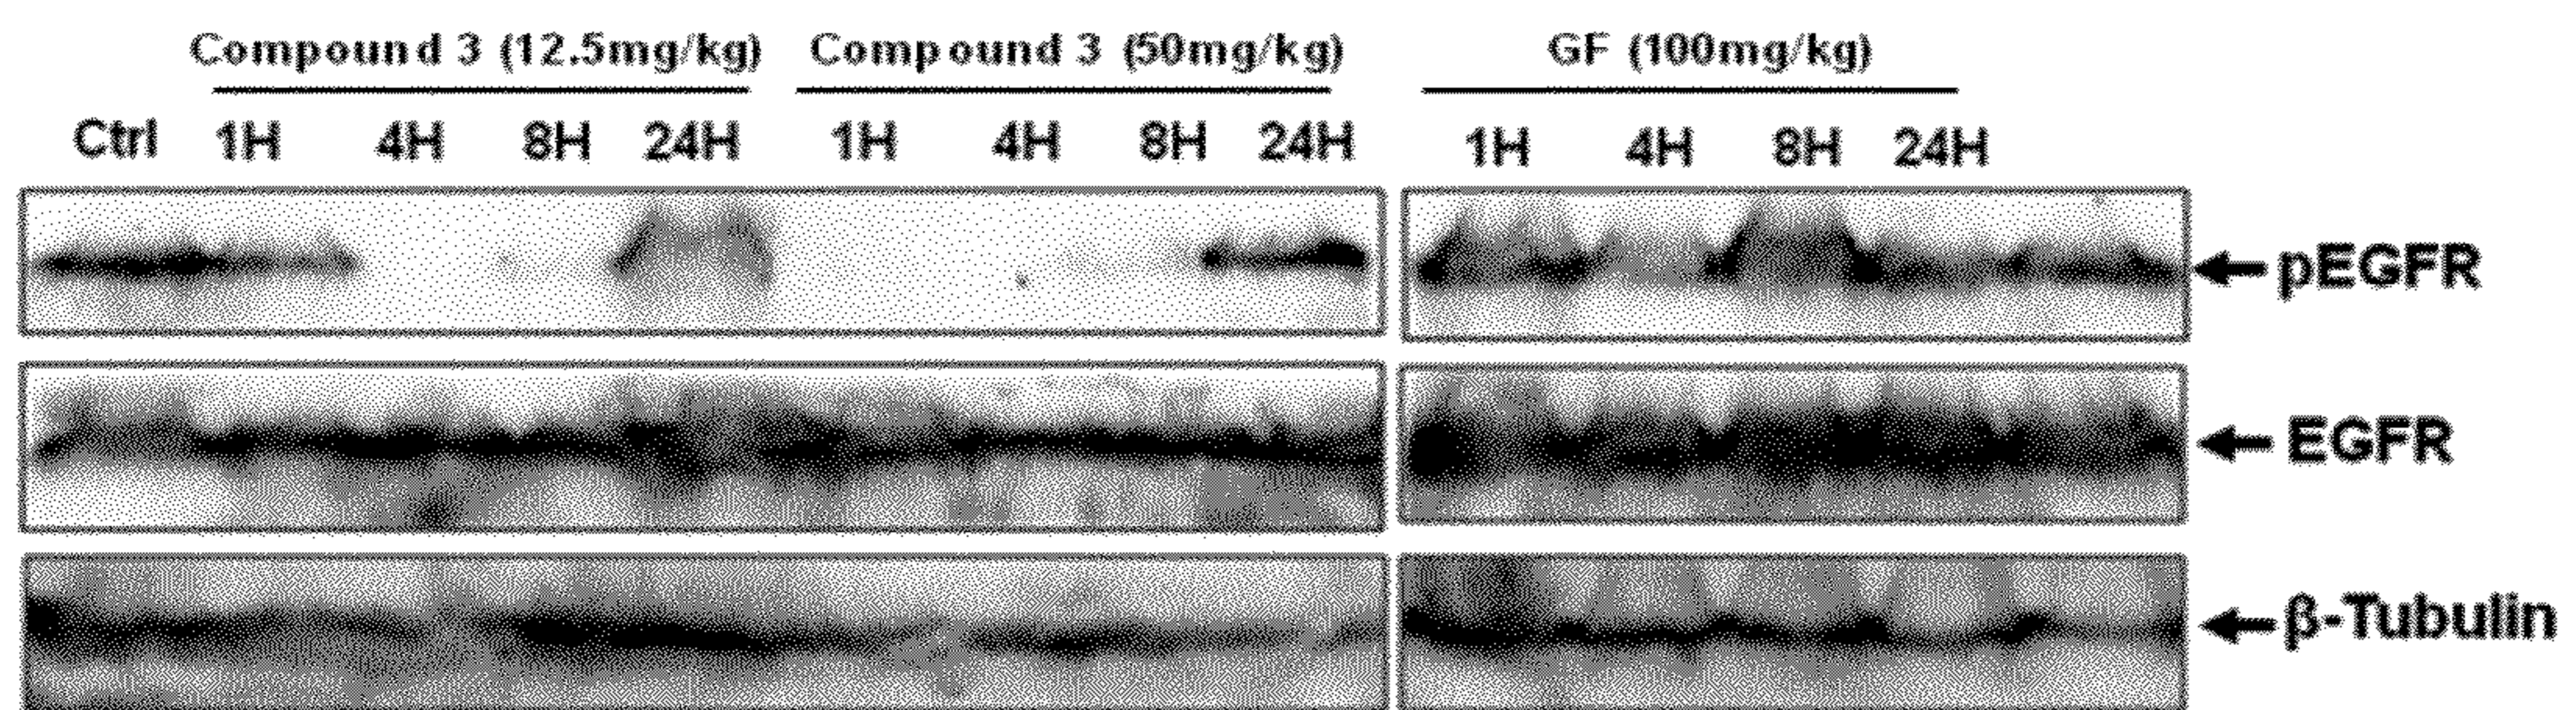 Compound 3 (12.5mg/kg) Compound 3 (50mg/kg) GF (100mg/kg)
Ctrl 1H 4H 8H 24H 1H 4H 8H 24H 1H 4H 8H 24H
pEGFR
EGFR
β-Tubulin